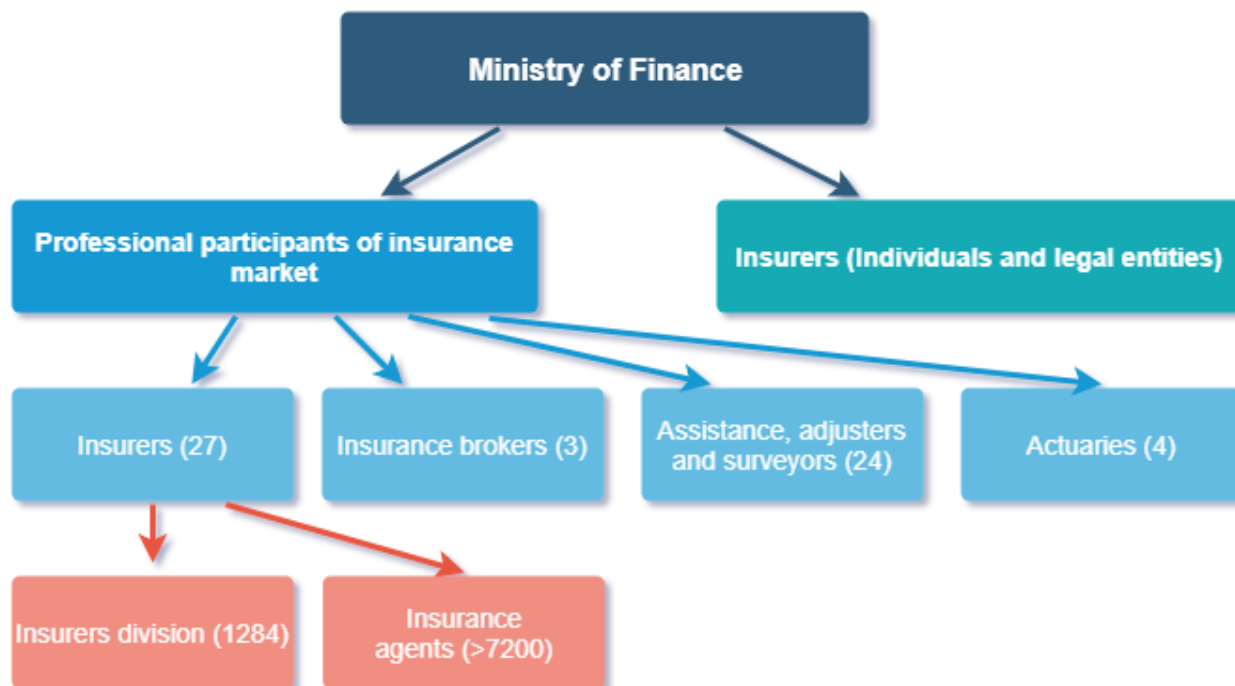 Ministry of Finance
Professional participants of insurance
market
Insurers (Individuals and legal entities)
Insurers (27)
Insurance brokers (3)
Assistance, adjusters
and surveyors (24)
Actuaries (4)
Insurers division (1284)
Insurance
agents (>7200)